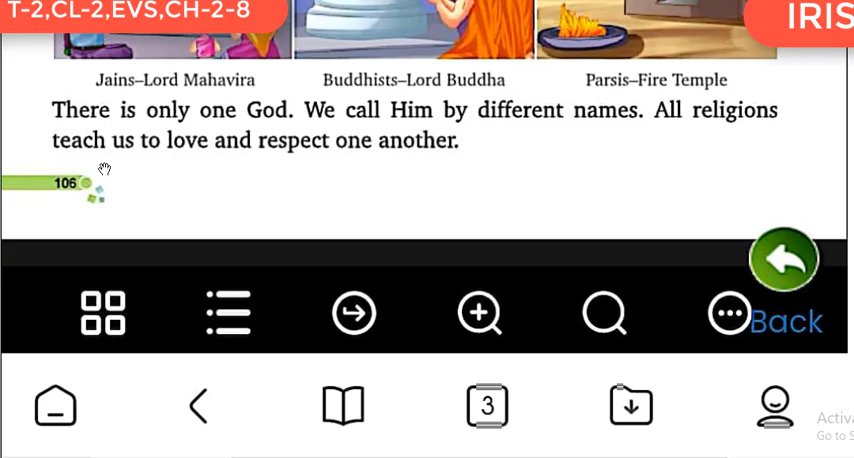 T-2,CL-2,EVS,CH-2-8
IRIS
Jains–Lord Mahavira
Buddhists–Lord Buddha
Parsis–Fire Temple
There is only one God. We call Him by different names. All religions
teach us to love and respect one another.
106
Back
3
Go to